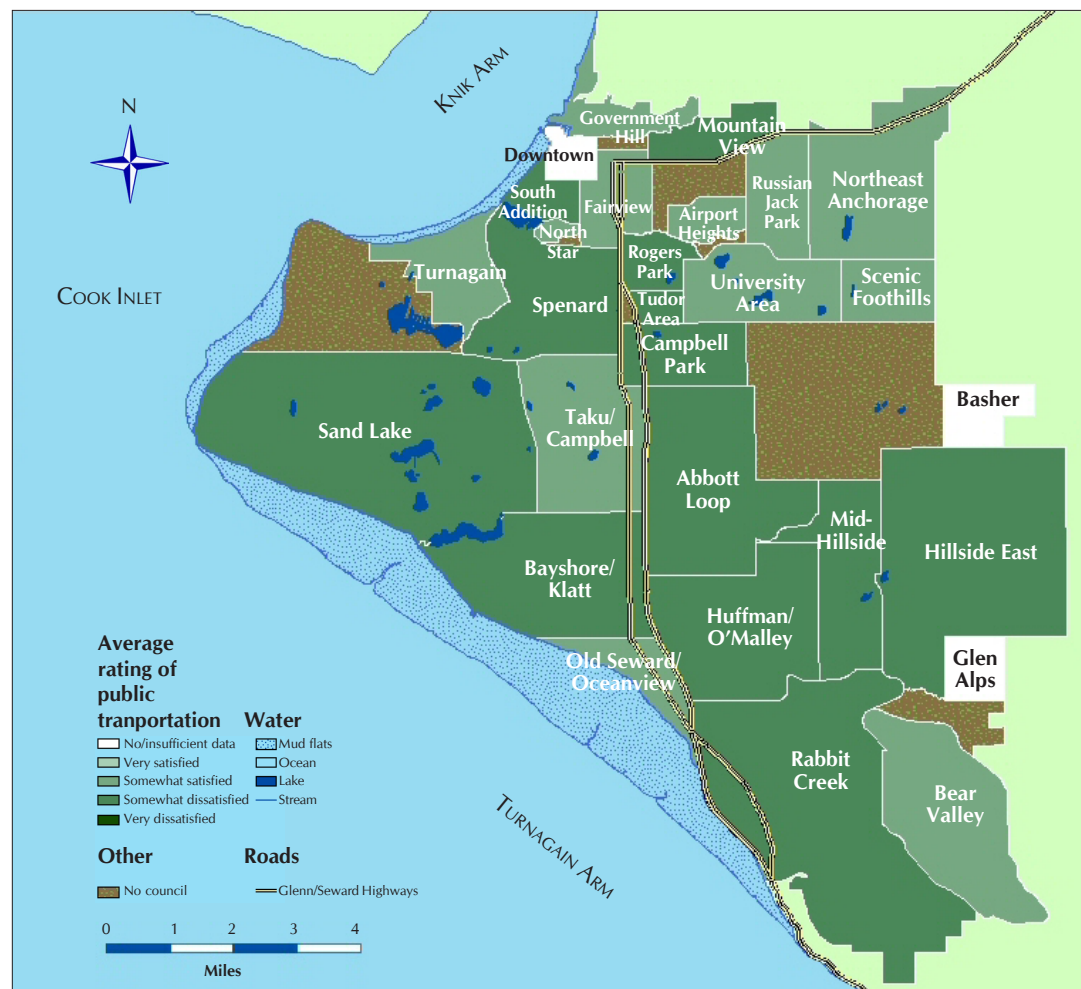 N
KNIK ARM
COOK INLET
TURNAGAIN ARM
Government
Hill
Mountain
View
Downtown
South
Addition
Fairview
North
Star
Russian
Jack
Park
Northeast
Anchorage
Airport
Heights
Turnagain
Spenard
Rogers
Park
Tudor
Area
University
Area
Scenic
Foothills
Campbell
Park
Basher
Sand Lake
Taku/
Campbell
Abbott
Loop
Mid-
Hillside
Hillside East
Bayshore/
Klatt
Huffman/
O'Malley
Old Seward/
Oceanview
Glen
Alps
Rabbit
Creek
Bear
Valley
Average
rating of
public
tranportation
No/insufficient data
Very satisfied
Somewhat satisfied
Somewhat dissatisfied
Very dissatisfied
Water
Mud flats
Ocean
Lake
Stream
Other
No council
Roads
Glenn/Seward Highways
0 1 2 3 4
Miles